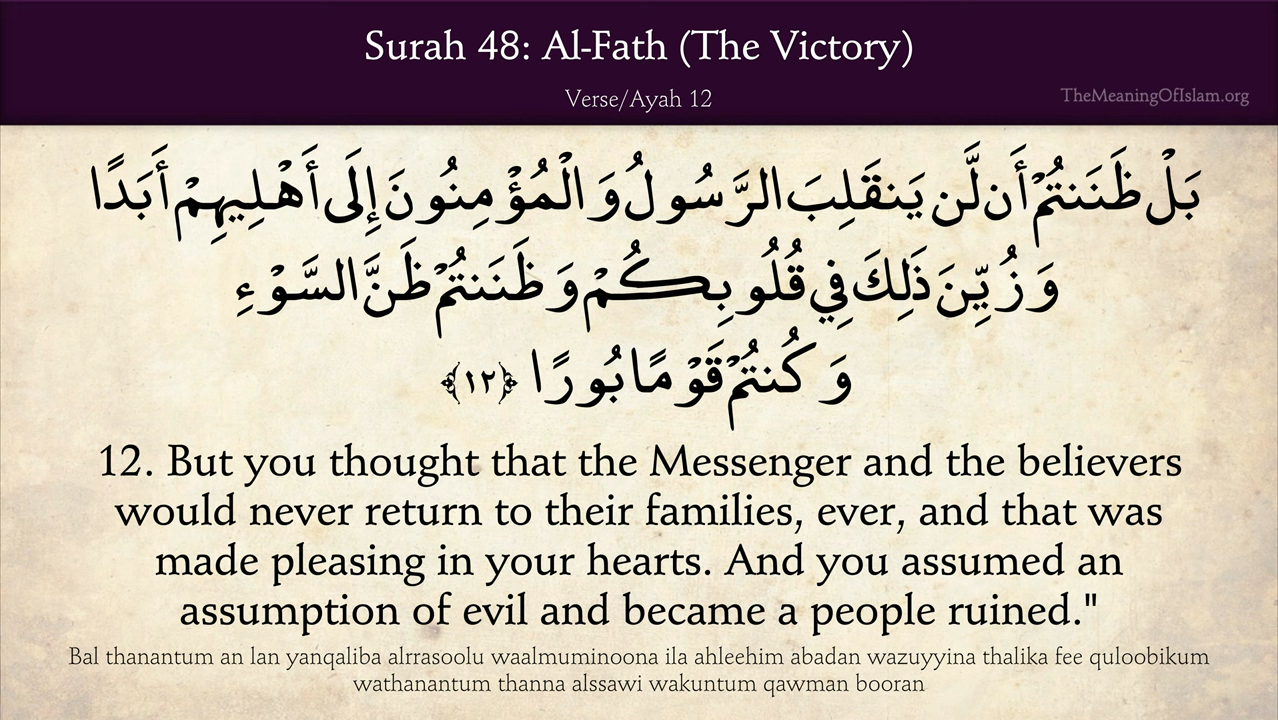 Surah 48: Al-Fath (The Victory)
Verse/Ayah 12
TheMeaningOfIslam.org
بَلْ ظَنَنتُمْ أَن لَّن يَنقَلِبَ الرَّسُولُ وَالْمُؤْمِنُونَ إِلَى أَهْلِيهِمْ أَبَدًا
وَزُيِّنَ ذَلِكَ فِي قُلُوبِكُمْ وَظَنَنتُمْ ظَنَّ السَّوْءِ
وَكُنتُمْ قَوْمًا بُورًا ﴿١٢﴾
12. But you thought that the Messenger and the believers
would never return to their families, ever, and that was
made pleasing in your hearts. And you assumed an
assumption of evil and became a people ruined."
Bal thanantum an lan yanqaliba alrrasoolu waalmuminoona ila ahleehim abadan wazuyyina thalika fee quloobikum
wathanantum thanna alssawi wakuntum qawman booran